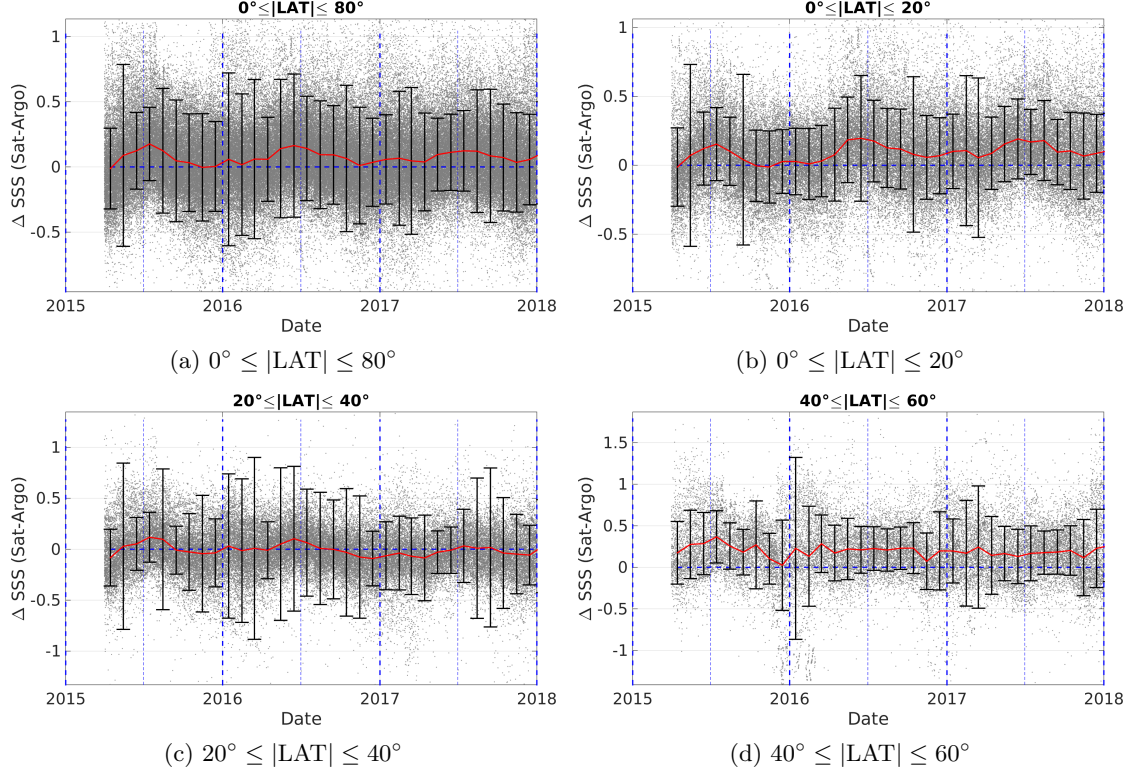 0°≤|LAT|≤ 80°
1
0.5
0
-0.5
Δ SSS (Sat-Argo)
2015
2016
2017
2018
Date
(a) 0° ≤ |LAT| ≤ 80°
0°≤|LAT|≤ 20°
1
0.5
0
-0.5
Δ SSS (Sat-Argo)
2015
2016
2017
2018
Date
(b) 0° ≤ |LAT| ≤ 20°
20°≤|LAT|≤ 40°
1
0.5
0
-0.5
-1
Δ SSS (Sat-Argo)
2015
2016
2017
2018
Date
(c) 20° ≤ |LAT| ≤ 40°
40°≤|LAT|≤ 60°
1.5
1
0.5
0
-0.5
-1
Δ SSS (Sat-Argo)
2015
2016
2017
2018
Date
(d) 40° ≤ |LAT| ≤ 60°